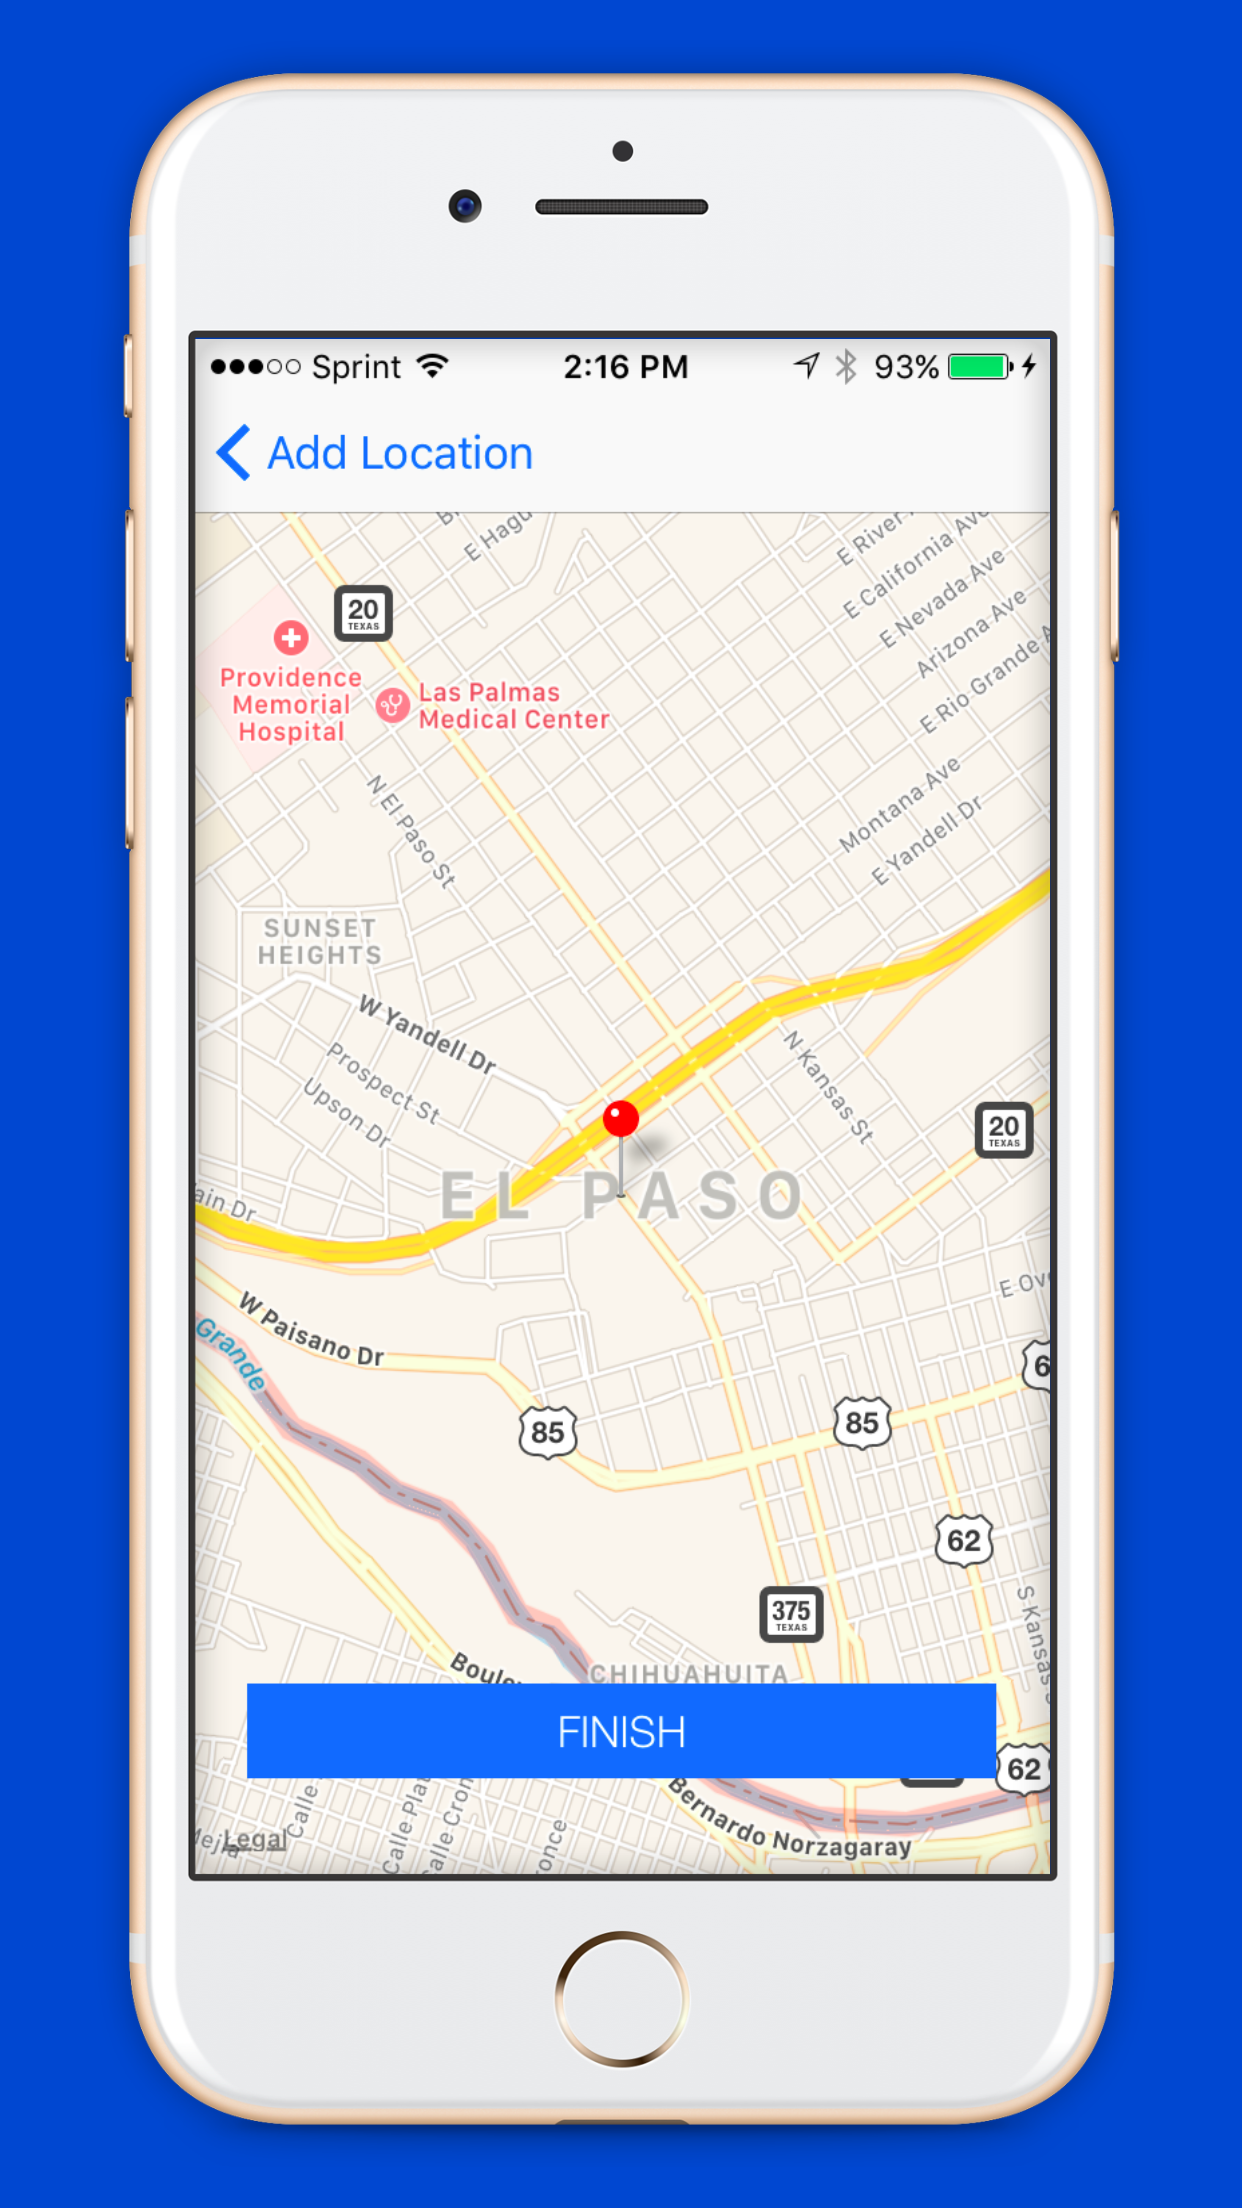 Sprint 2:16 PM 93%
Add Location
E Hagu
E River
E California Ave
E Nevada Ave
Arizona Ave
E Rio Grande A
20
TEXAS
Providence
Memorial
Hospital
Las Palmas
Medical Center
N El Paso St
Montana Ave
E Yandell Dr
SUNSET
HEIGHTS
W Yandell Dr
Prospect St
Upson Dr
N Kansas St
20
TEXAS
EL PASO
ain Dr
E Ov
W Paisano Dr
Grande
6
85
85
62
375
TEXAS
S Kansas S
CHIHUAHUITA
Boule
FINISH
62
Bernardo Norzagaray
Calle
Calle Plat
alle Cron
once
Mejia
Legal